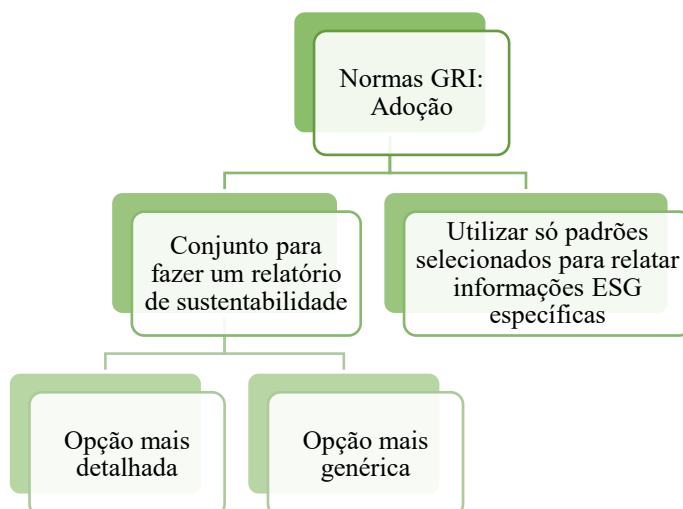 Normas GRI:
Adoção
Conjunto para
fazer um relatório
de sustentabilidade
Utilizar só padrões
selecionados para relatar
informações ESG
específicas
Opção mais
detalhada
Opção mais
genérica